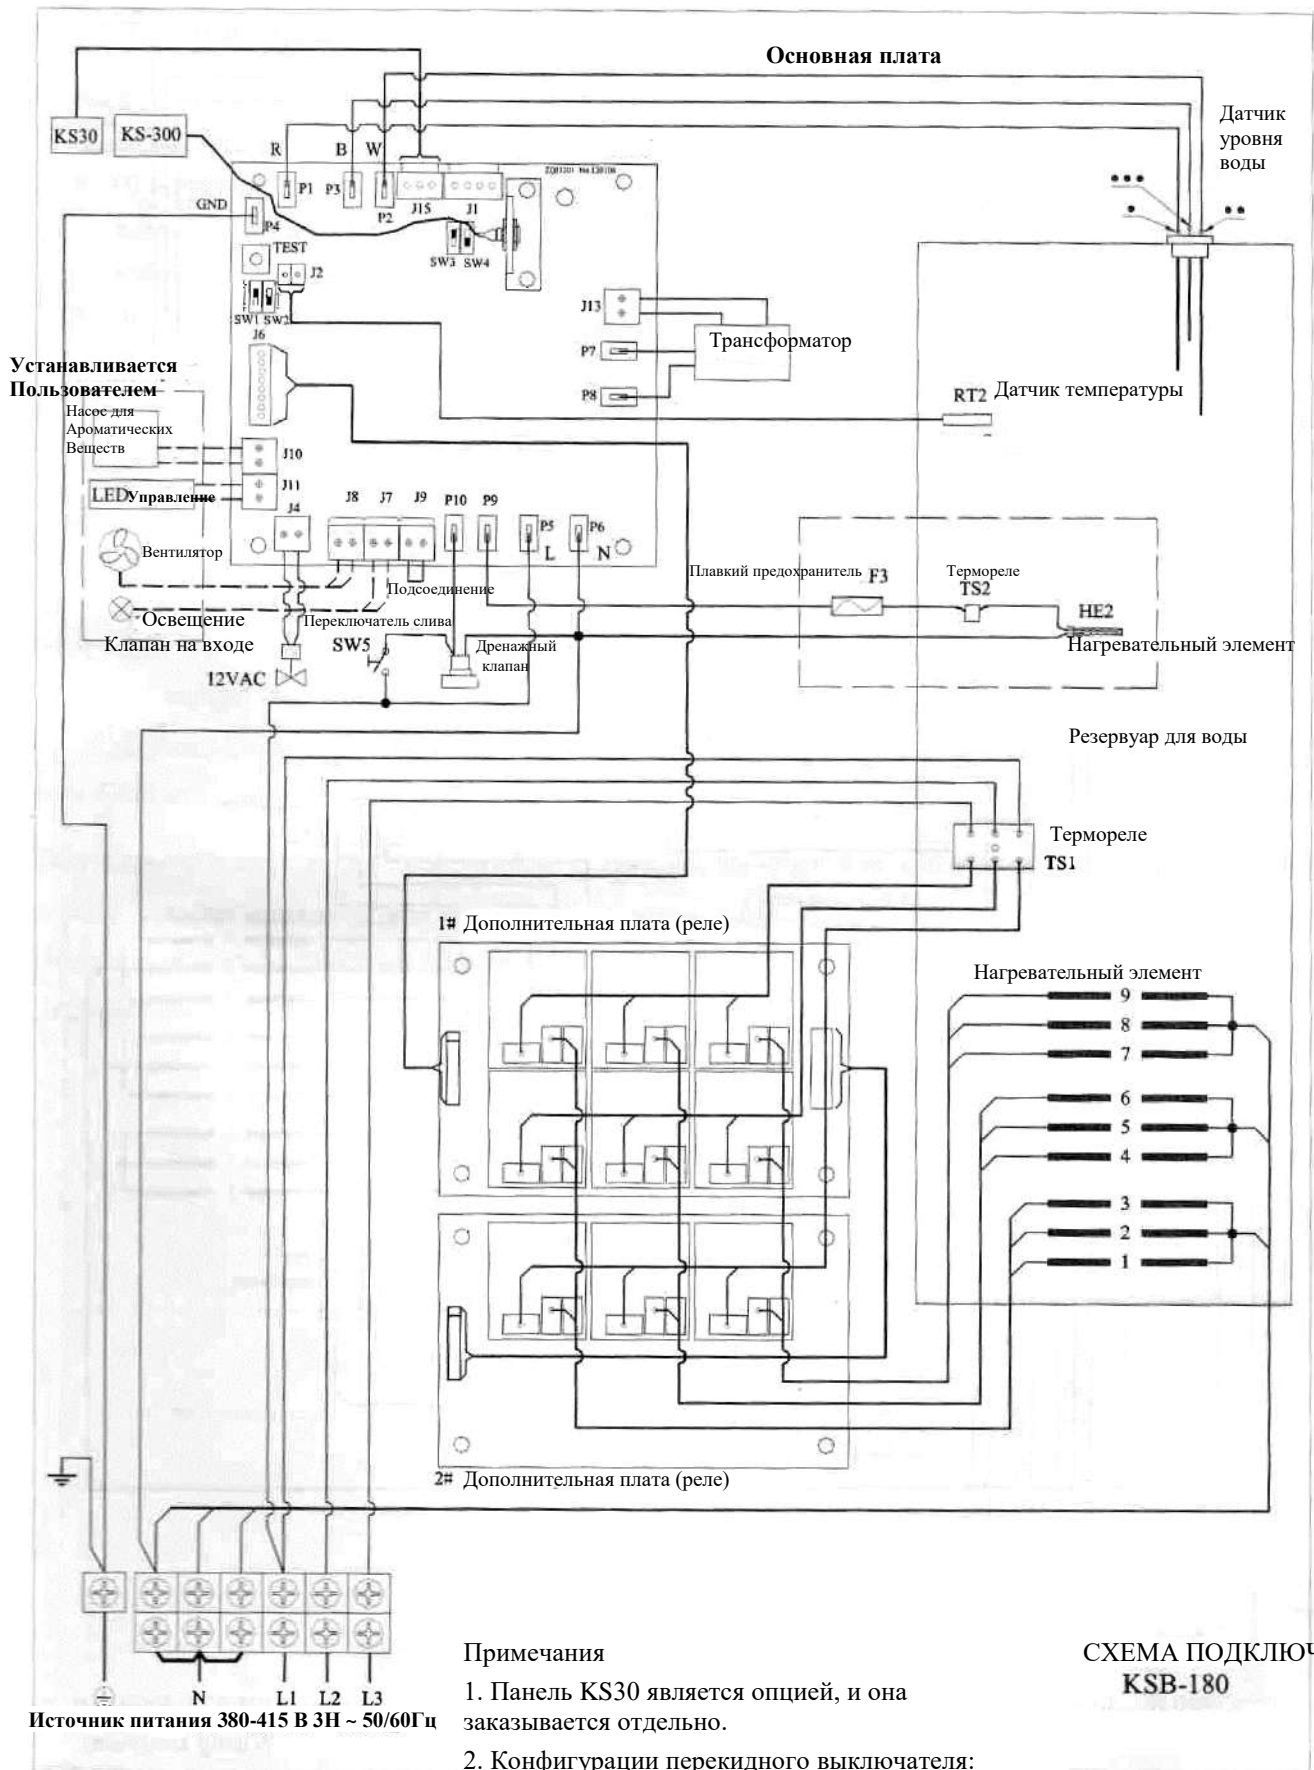 Основная плата
KS30
KS-300
Датчик
уровня
воды
R
B
W
P1
P3
P2
J15
J1
GND
P4
TEST
SW3
SW4
J2
SW1
SW2
J6
J13
Трансформатор
P7
P8
Устанавливается
Пользователем
Насос для
Ароматических
Веществ
RT2
Датчик температуры
J10
J11
LED
Управление
J4
J8
J7
J9
P10
P9
P5
L
P6
N
Вентилятор
Подсоединение
Плавкий предохранитель
F3
Термореле
TS2
HE2
Нагревательный элемент
Освещение
Клапан на входе
12VAC
Переключатель слива
SW5
Дренажный
клапан
Резервуар для воды
Термореле
TS1
1# Дополнительная плата (реле)
Нагревательный элемент
9
8
7
6
5
4
3
2
1
2# Дополнительная плата (реле)
N
L1
L2
L3
Источник питания 380-415 В 3Н ~ 50/60Гц
Примечания
1. Панель KS30 является опцией, и она
заказывается отдельно.
2. Конфигурации перекидного выключателя:
СХЕМА ПОДКЛЮЧ
KSB-180